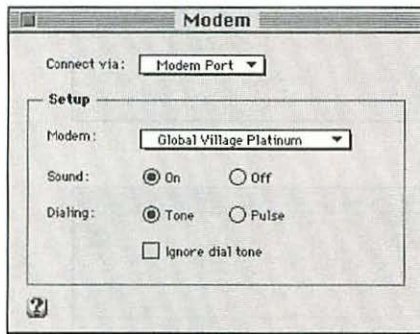 Modem
Connect via: Modem Port
Setup
Modem: Global Village Platinum
Sound: On Off
Dialing: Tone Pulse
Ignore dial tone
?